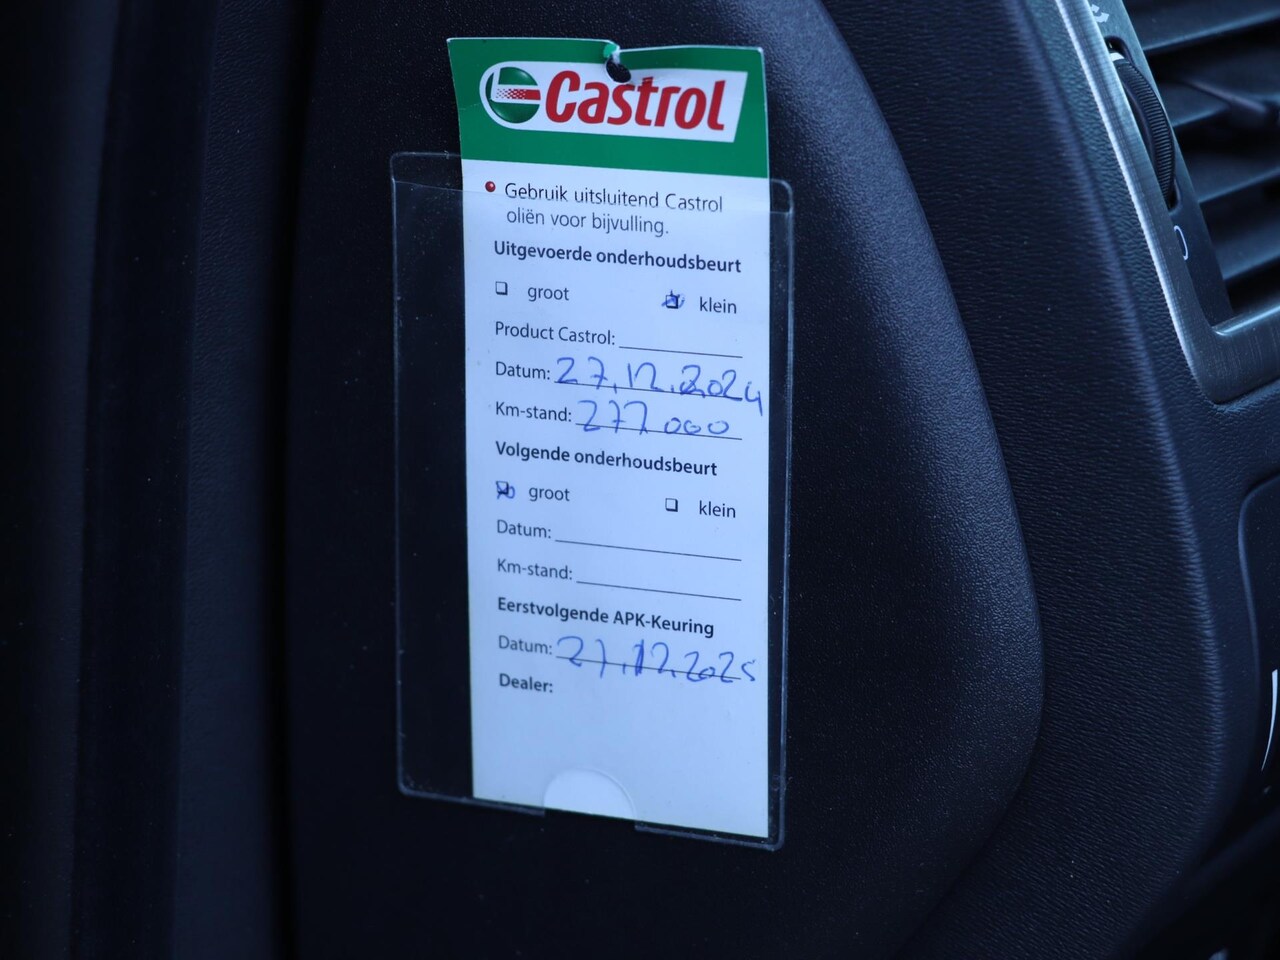 Castrol
Gebruik uitsluitend Castrol
oliën voor bijvulling.
Uitgevoerde onderhoudsbeurt
groot klein
Product Castrol:
Datum: 27.12.2024
Km-stand: 277.000
Volgende onderhoudsbeurt
groot klein
Datum:
Km-stand:
Eerstvolgende APK-Keuring
Datum: 27.12.2025
Dealer: